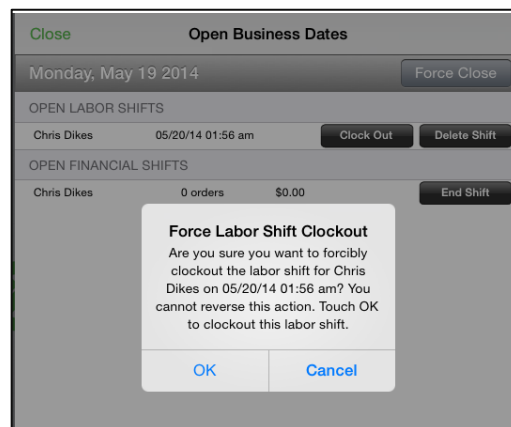 Close Open Business Dates
Monday, May 19 2014 Force Close
OPEN LABOR SHIFTS
Chris Dikes 05/20/14 01:56 am Clock Out Delete Shift
OPEN FINANCIAL SHIFTS
Chris Dikes 0 orders $0.00 End Shift
Force Labor Shift Clockout
Are sure you want to forcibly
clockout the labor shift for Chris
Dikes on 05/20/14 01:56 am? You
cannot reverse this action. Touch OK
to clockout this labor shift.
OK Cancel